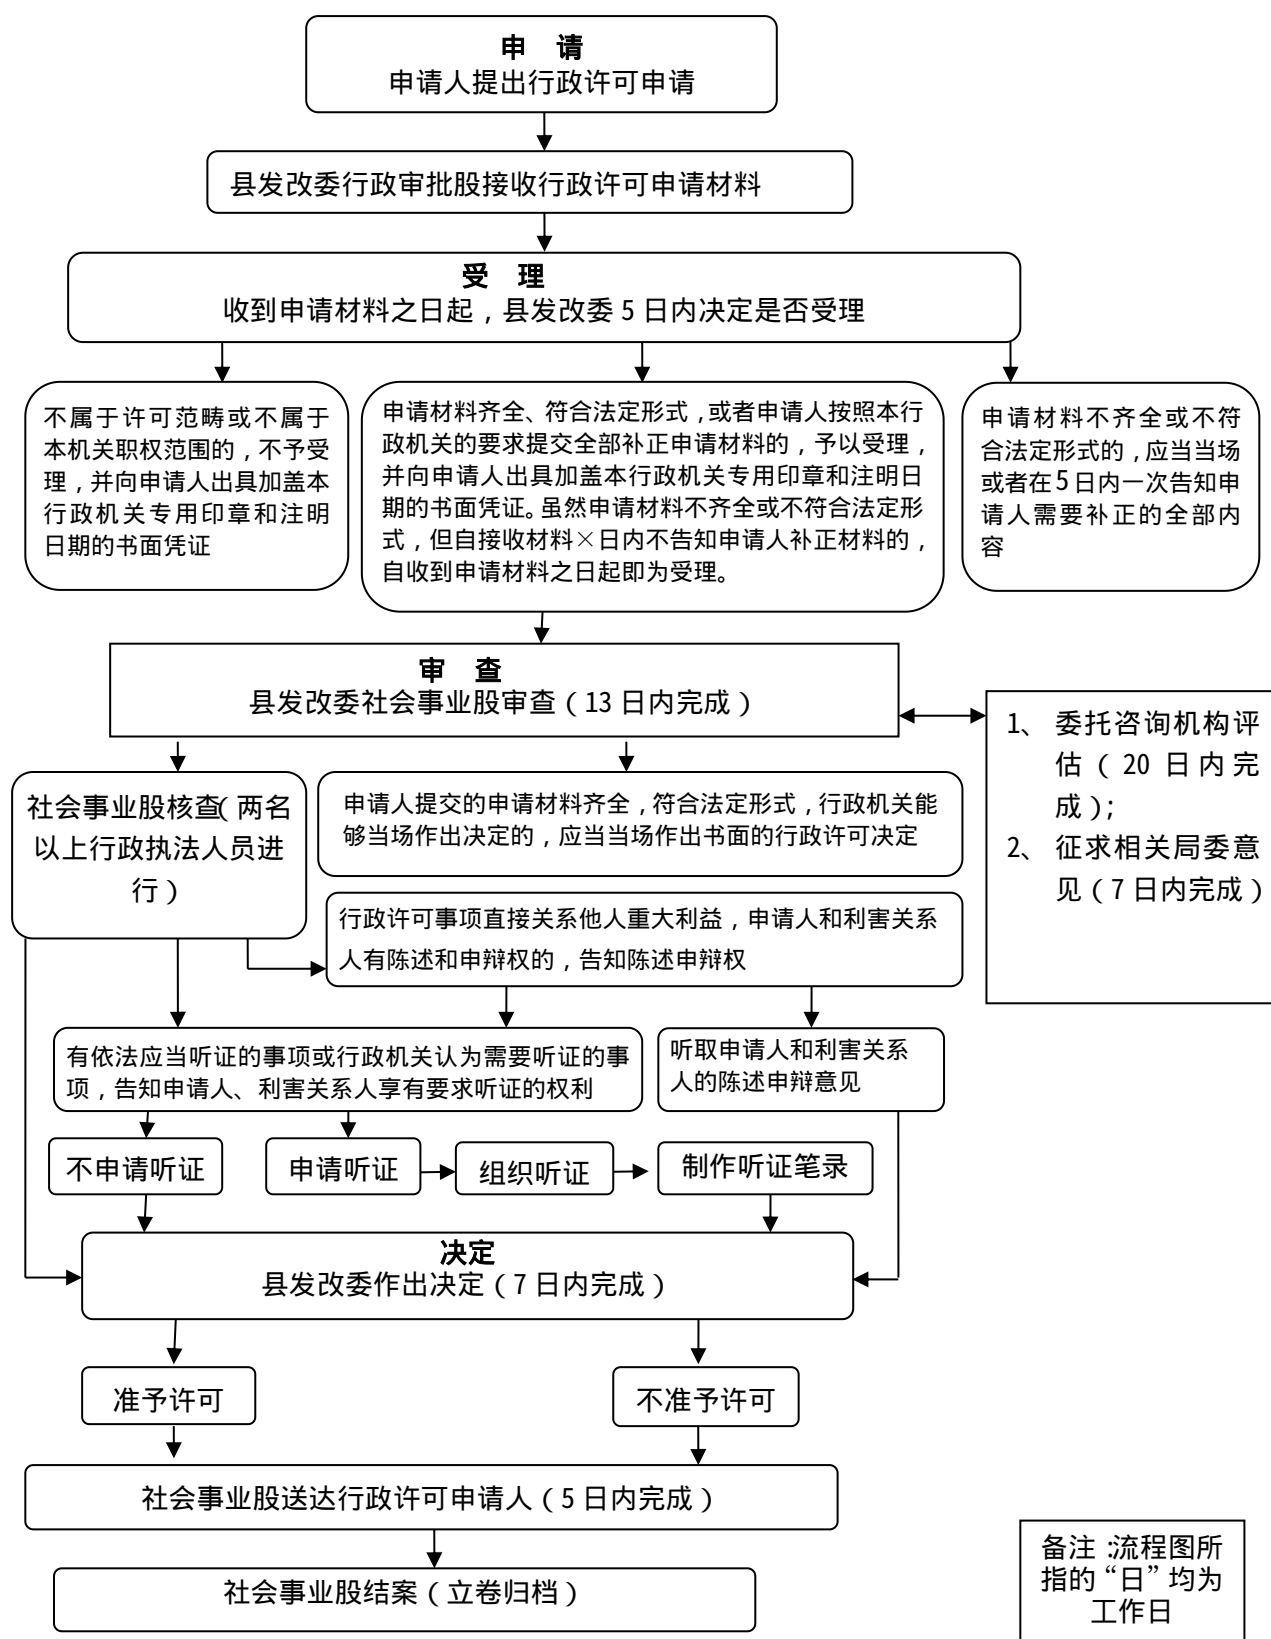 申　请
申请人提出行政许可申请
县发改委行政审批股接收行政许可申请材料
受　理
收到申请材料之日起，县发改委 5 日内决定是否受理
不属于许可范畴或不属于
本机关职权范围的，不予受
理，并向申请人出具加盖本
行政机关专用印章和注明
日期的书面凭证
申请材料齐全、符合法定形式，或者申请人按照本行
政机关的要求提交全部补正申请材料的，予以受理，
并向申请人出具加盖本行政机关专用印章和注明日
期的书面凭证。虽然申请材料不齐全或不符合法定形
式，但自接收材料×日内不告知申请人补正材料的，
自收到申请材料之日起即为受理。
申请材料不齐全或不符
合法定形式的，应当当场
或者在 5 日内一次告知申
请人需要补正的全部内
容
审　查
县发改委社会事业股审查（13 日内完成）
1、 委托咨询机构评
估（ 20 日内完
成）；
2、 征求相关局委意
见（7 日内完成）
社会事业股核查（两名
以上行政执法人员进
行）
申请人提交的申请材料齐全，符合法定形式，行政机关能
够当场作出决定的，应当当场作出书面的行政许可决定
行政许可事项直接关系他人重大利益，申请人和利害关系
人有陈述和申辩权的，告知陈述申辩权
有依法应当听证的事项或行政机关认为需要听证的事
项，告知申请人、利害关系人享有要求听证的权利
听取申请人和利害关系
人的陈述申辩意见
不申请听证
申请听证
组织听证
制作听证笔录
决定
县发改委作出决定（7 日内完成）
准予许可
不准予许可
社会事业股送达行政许可申请人（5 日内完成）
社会事业股结案（立卷归档）
备注:流程图所
指的“日”均为
工作日